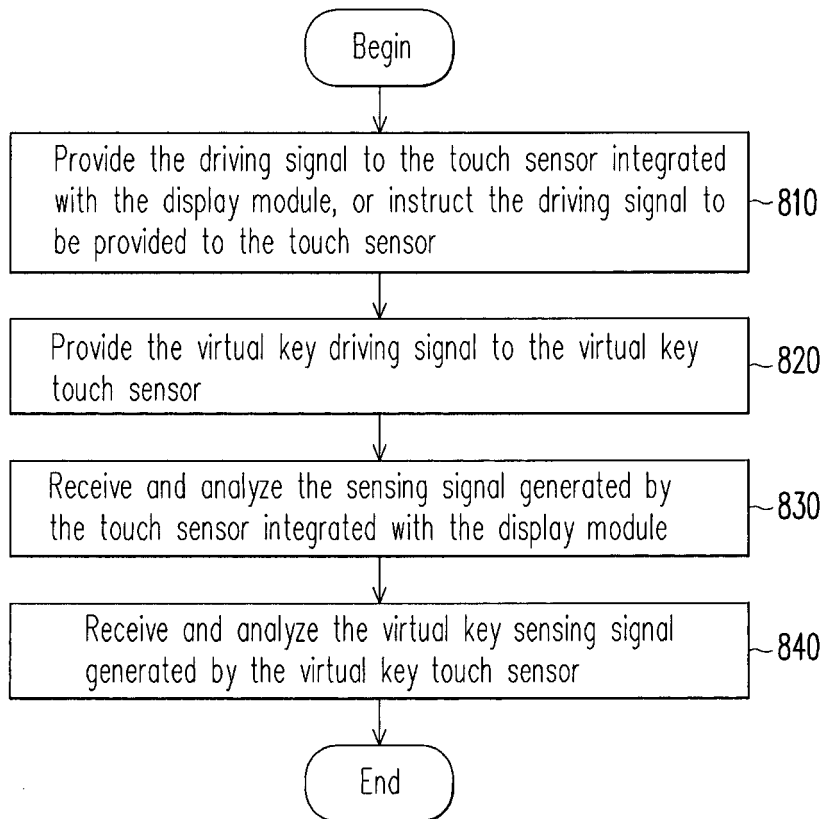 Begin
Provide the driving signal to the touch sensor integrated
with the display module, or instruct the driving signal to
be provided to the touch sensor
810
Provide the virtual key driving signal to the virtual key
touch sensor
820
Receive and analyze the sensing signal generated by
the touch sensor integrated with the display module
830
Receive and analyze the virtual key sensing signal
generated by the virtual key touch sensor
840
End